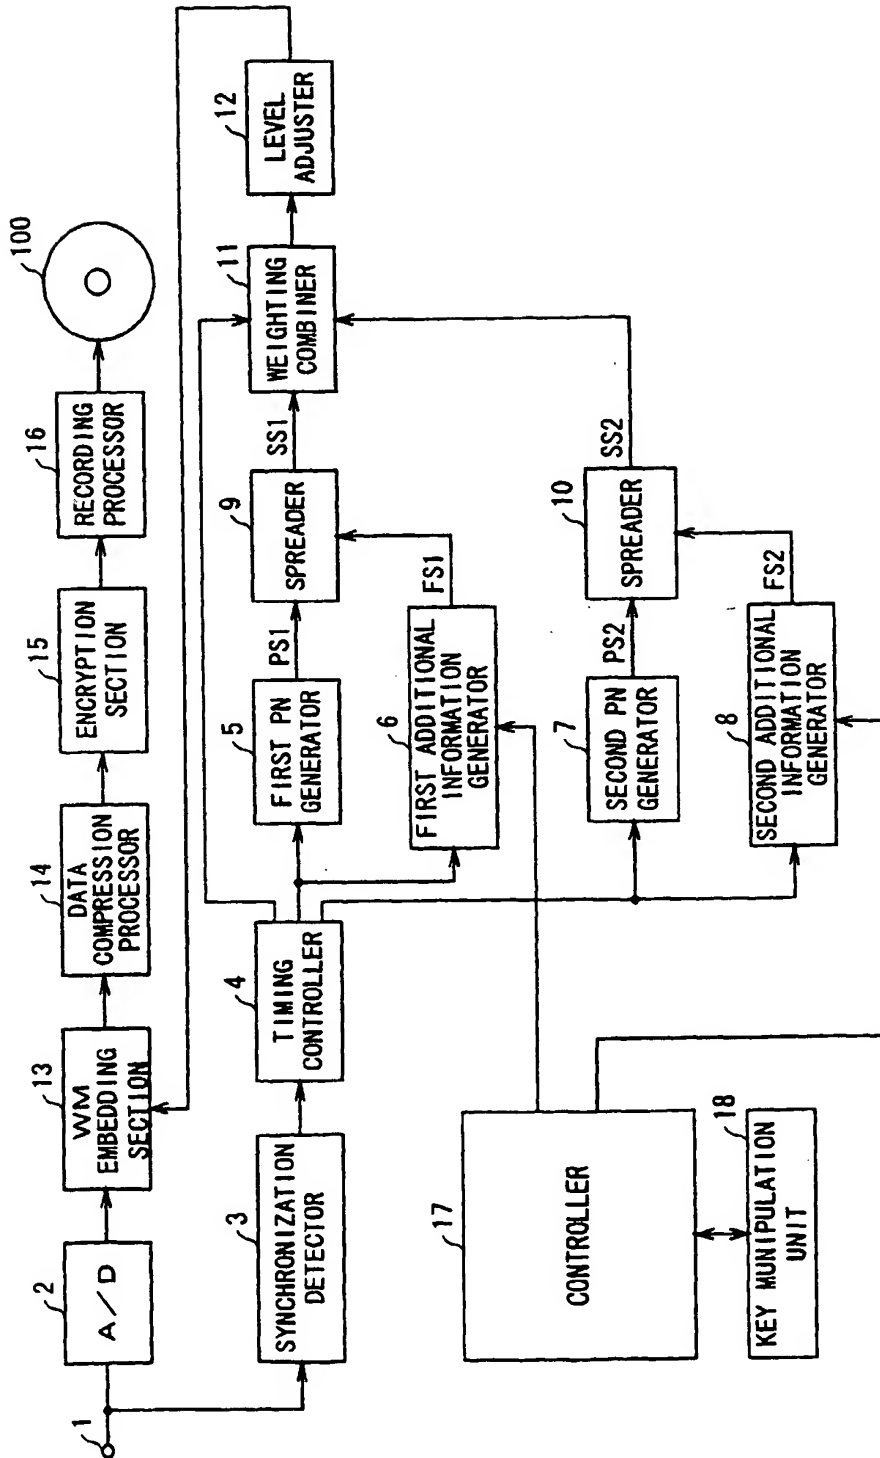 1
2
A/D
13
WM
EMBEDDING
SECTION
14
DATA
COMPRESSION
PROCESSOR
15
ENCRYPTION
SECTION
16
RECORDING
PROCESSOR
100
3
SYNCHRONIZATION
DETECTOR
4
TIMING
CONTROLLER
5
FIRST PN
GENERATOR
PS1
9
SPREADER
SS1
11
WEIGHTING
COMBINER
12
LEVEL
ADJUSTER
6
FIRST ADDITIONAL
INFORMATION
GENERATOR
FS1
7
SECOND PN
GENERATOR
PS2
10
SPREADER
SS2
8
SECOND ADDITIONAL
INFORMATION
GENERATOR
FS2
17
CONTROLLER
18
KEY MUNIPULATION
UNIT